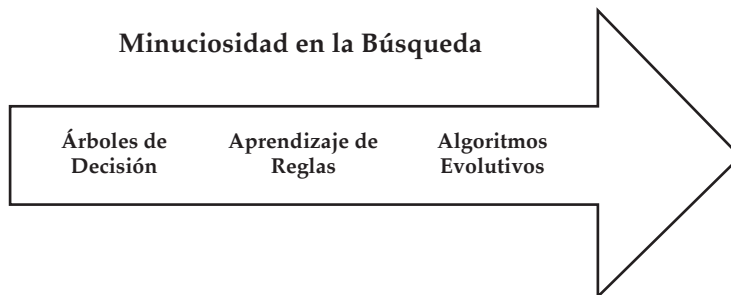 Minuciosidad en la Búsqueda
Árboles de
Decisión
Aprendizaje de
Reglas
Algoritmos
Evolutivos